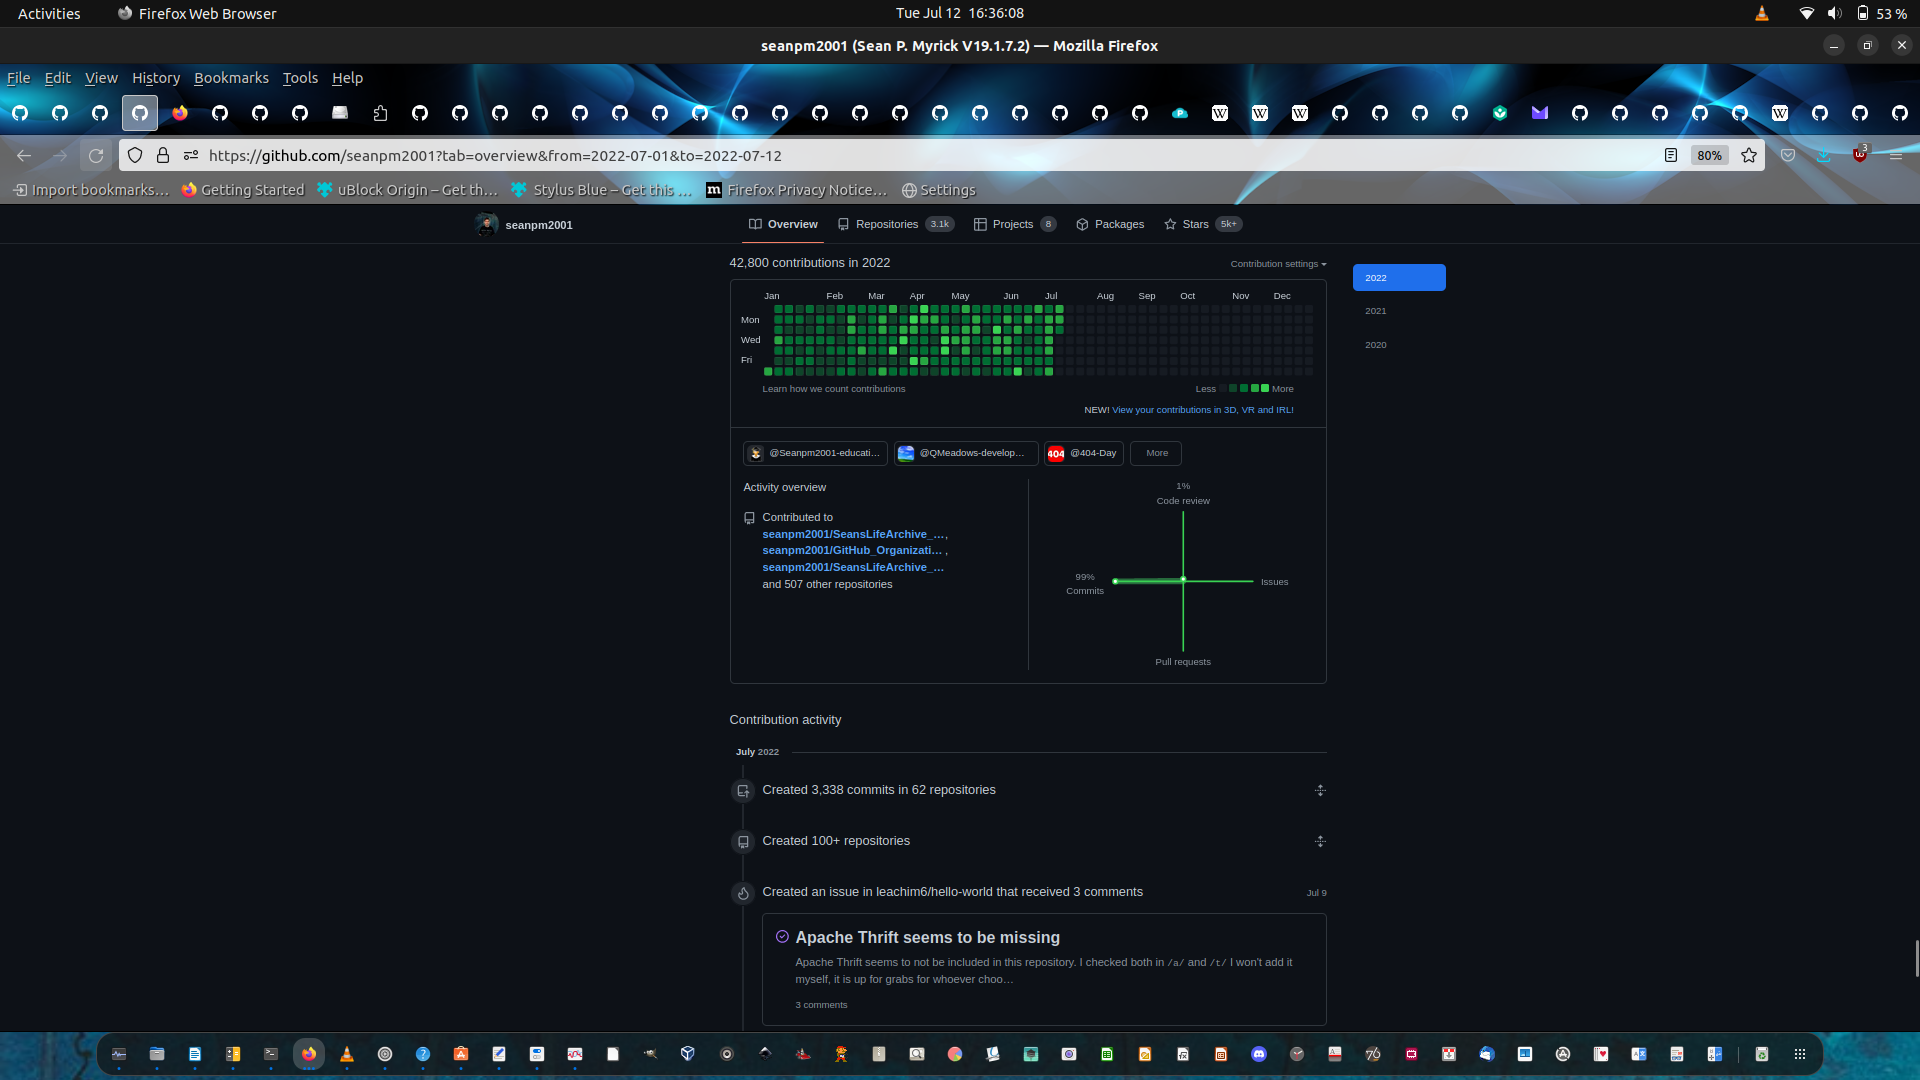 Activities Firefox Web Browser Tue Jul 12 16:36:08 53 %
seanpm2001 (Sean P. Myrick V19.1.7.2) — Mozilla Firefox
File Edit View History Bookmarks Tools Help
https://github.com/seanpm2001?tab=overview&from=2022-07-01&to=2022-07-12 80% 3
Import bookmarks… Getting Started uBlock Origin – Get th… Stylus Blue – Get this … Firefox Privacy Notice… Settings
seanpm2001 Overview Repositories 3.1k Projects 8 Packages Stars 5k+
42,800 contributions in 2022 Contribution settings
2022
2021
2020
Jan Feb Mar Apr May Jun Jul Aug Sep Oct Nov Dec
Mon
Wed
Fri
Learn how we count contributions Less More
NEW! View your contributions in 3D, VR and IRL!
@Seanpm2001-educati… @QMeadows-develop… 404 @404-Day More
Activity overview
Contributed to
seanpm2001/SeansLifeArchive_…,
seanpm2001/GitHub_Organizati… ,
seanpm2001/SeansLifeArchive_…
and 507 other repositories
1%
Code review
99%
Commits
Issues
Pull requests
Contribution activity
July 2022
Created 3,338 commits in 62 repositories
Created 100+ repositories
Created an issue in leachim6/hello-world that received 3 comments Jul 9
Apache Thrift seems to be missing
Apache Thrift seems to not be included in this repository. I checked both in /a/ and /t/ I won't add it
myself, it is up for grabs for whoever choo…
3 comments